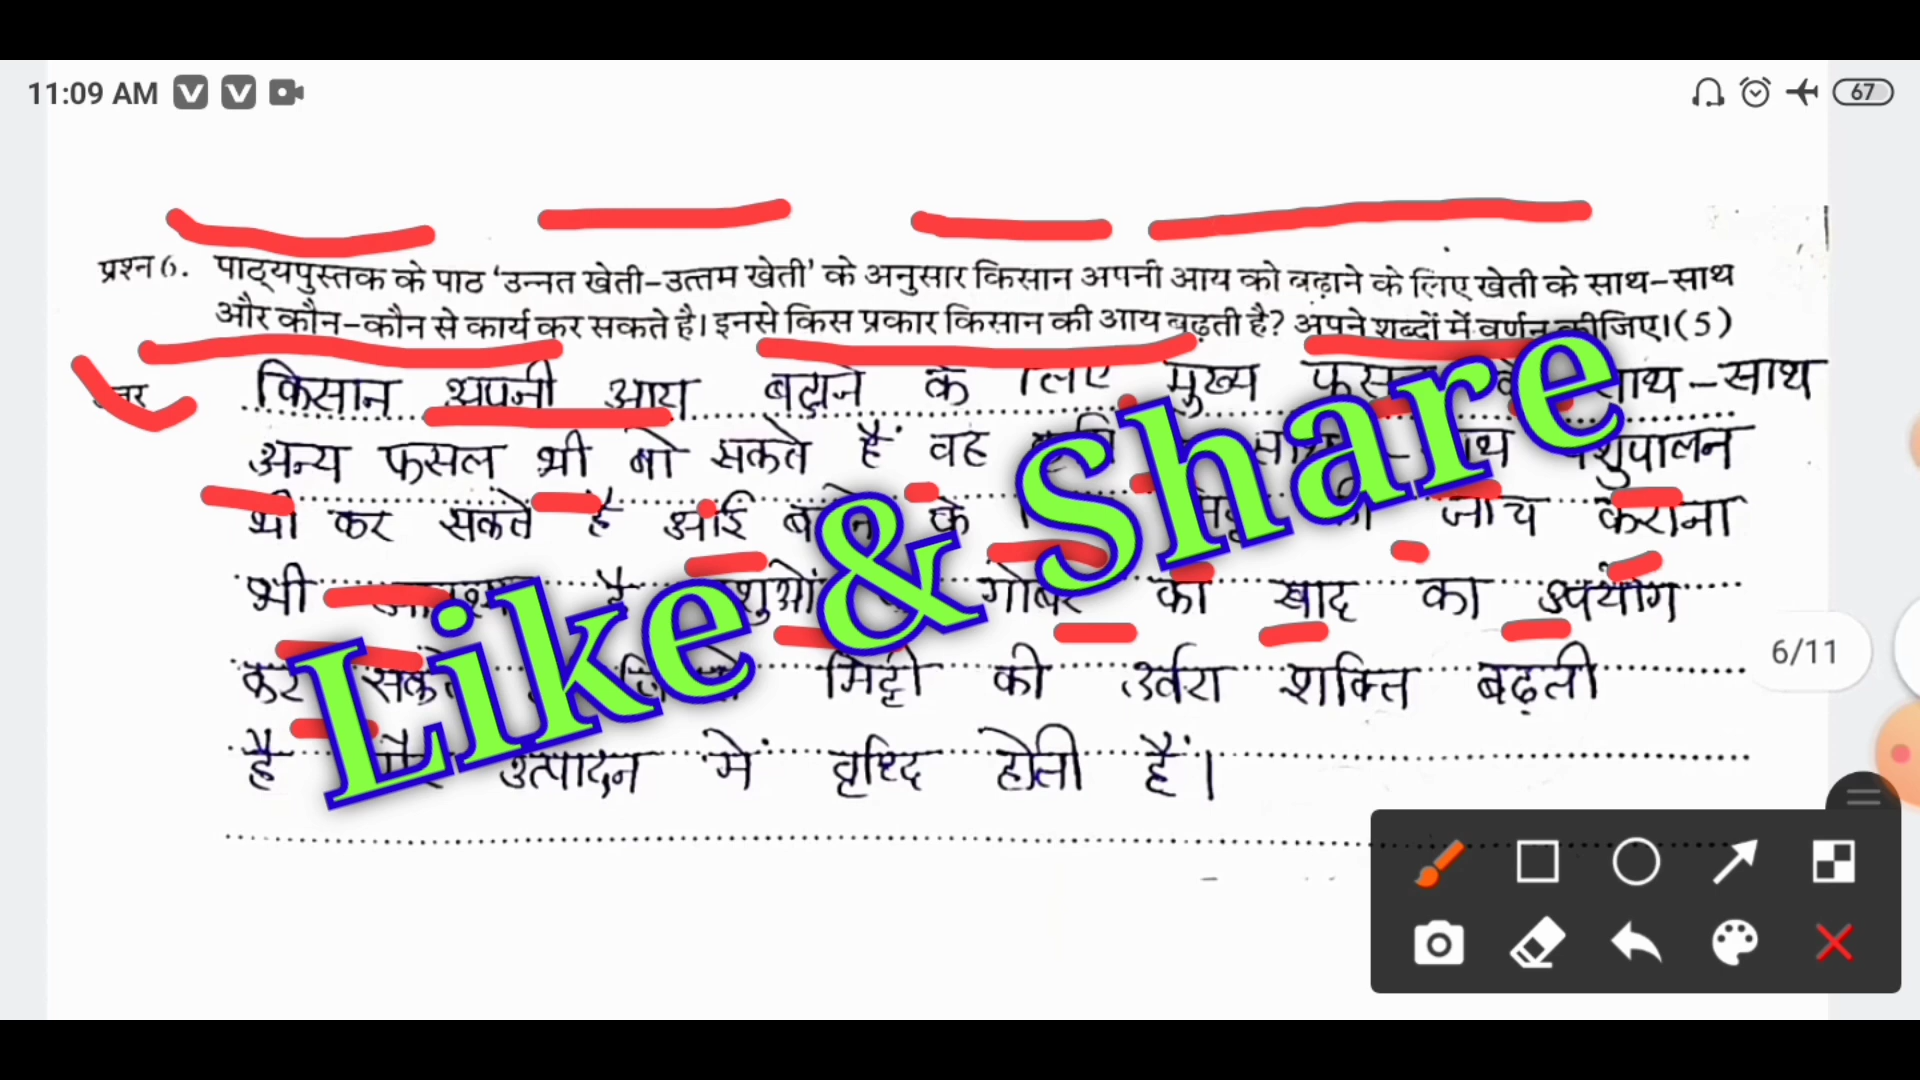 11:09 AM
67
प्रश्न 6. पाठ्यपुस्तक के पाठ 'उन्नत खेती-उत्तम खेती' के अनुसार किसान अपनी आय को बढ़ाने के लिए खेती के साथ-साथ
और कौन-कौन से कार्य कर सकते है। इनसे किस प्रकार किसान की आय बढ़ती है? अपने शब्दों में वर्णन कीजिए। (5)
किसान अपनी आय बढ़ाने के लिए मुख्य फसल साथ-साथ
अन्य फसल भी बो सकते हैं वह पशुपालन
भी कर सकते है के जाँच कराना
भी है गोबर का खाद का उपयोग
कर सकते मिट्टी की उर्वरा शक्ति बढ़ती
है उत्पादन में वृध्दि होती हैं।
Like & Share
6/11